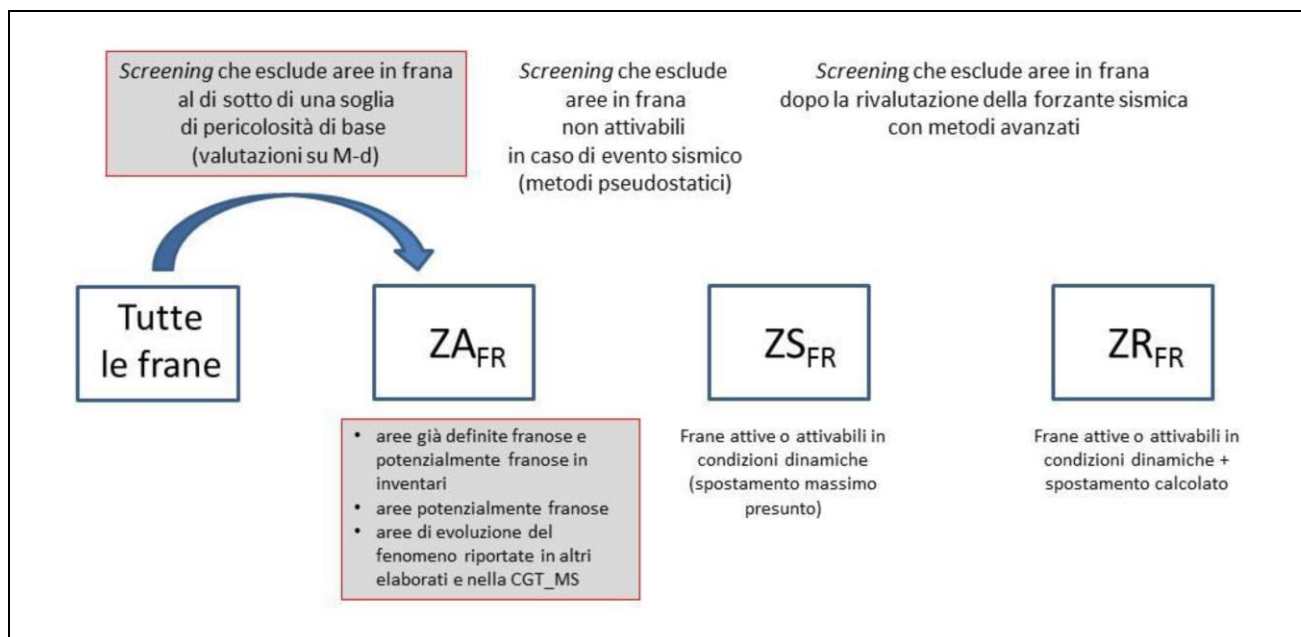 Screening che esclude aree in frana
al di sotto di una soglia
di pericolosità di base
(valutazioni su M-d)
Screening che esclude
aree in frana
non attivabili
in caso di evento sismico
(metodi pseudostatici)
Screening che esclude aree in frana
dopo la rivalutazione della forzante sismica
con metodi avanzati
Tutte
le frane
ZAFR
ZSFR
ZRFR
• aree già definite franose e
potenzialmente franose in
inventari
• aree potenzialmente franose
• aree di evoluzione del
fenomeno riportate in altri
elaborati e nella CGT_MS
Frane attive o attivabili in
condizioni dinamiche
(spostamento massimo
presunto)
Frane attive o attivabili in
condizioni dinamiche +
spostamento calcolato